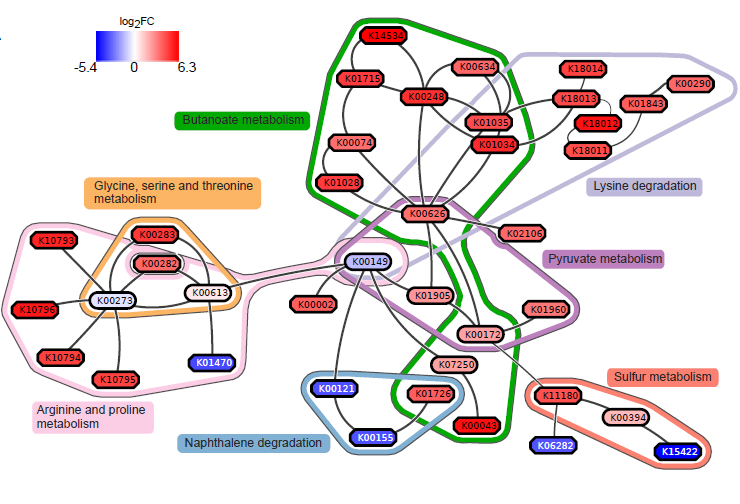 log2FC
-5.4 0 6.3
K14534
K01715
K00634
K00248
K18014
K00290
K18013
K01843
Butanoate metabolism
K01035
K18012
K00074
K01034
K18011
K01028
Glycine, serine and threonine
metabolism
Lysine degradation
K00626
K02106
K10793
K00283
K00282
K00149
Pyruvate metabolism
K00273
K00613
K01905
K10796
K00002
K01960
K00172
K10794
K01470
K07250
K10795
K00121
K01726
Sulfur metabolism
K11180
Arginine and proline
metabolism
K00394
K00043
Naphthalene degradation
K00155
K06282
K15422